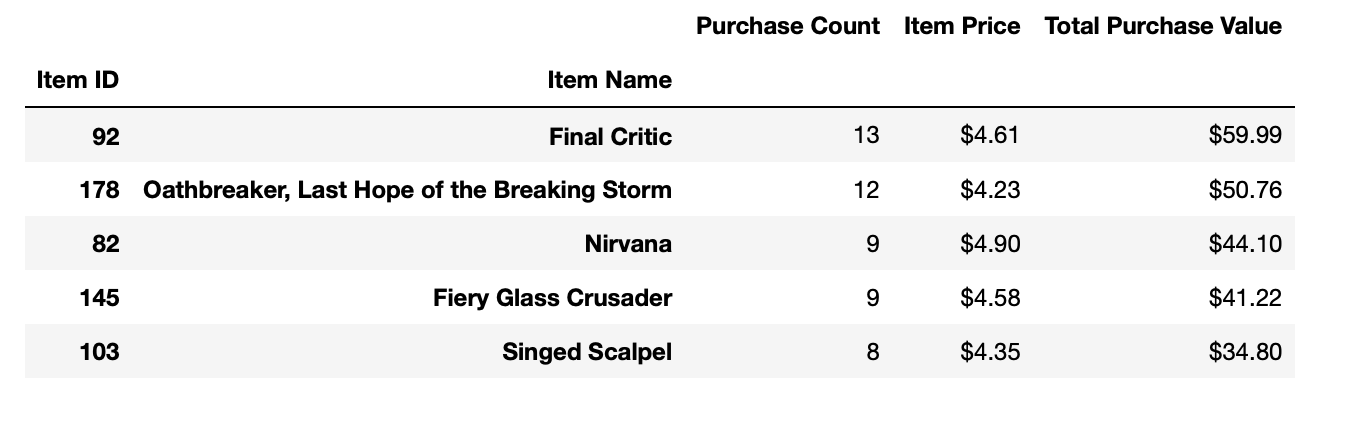 Purchase Count Item Price Total Purchase Value
Item ID Item Name
92 Final Critic 13 $4.61 $59.99
178 Oathbreaker, Last Hope of the Breaking Storm 12 $4.23 $50.76
82 Nirvana 9 $4.90 $44.10
145 Fiery Glass Crusader 9 $4.58 $41.22
103 Singed Scalpel 8 $4.35 $34.80